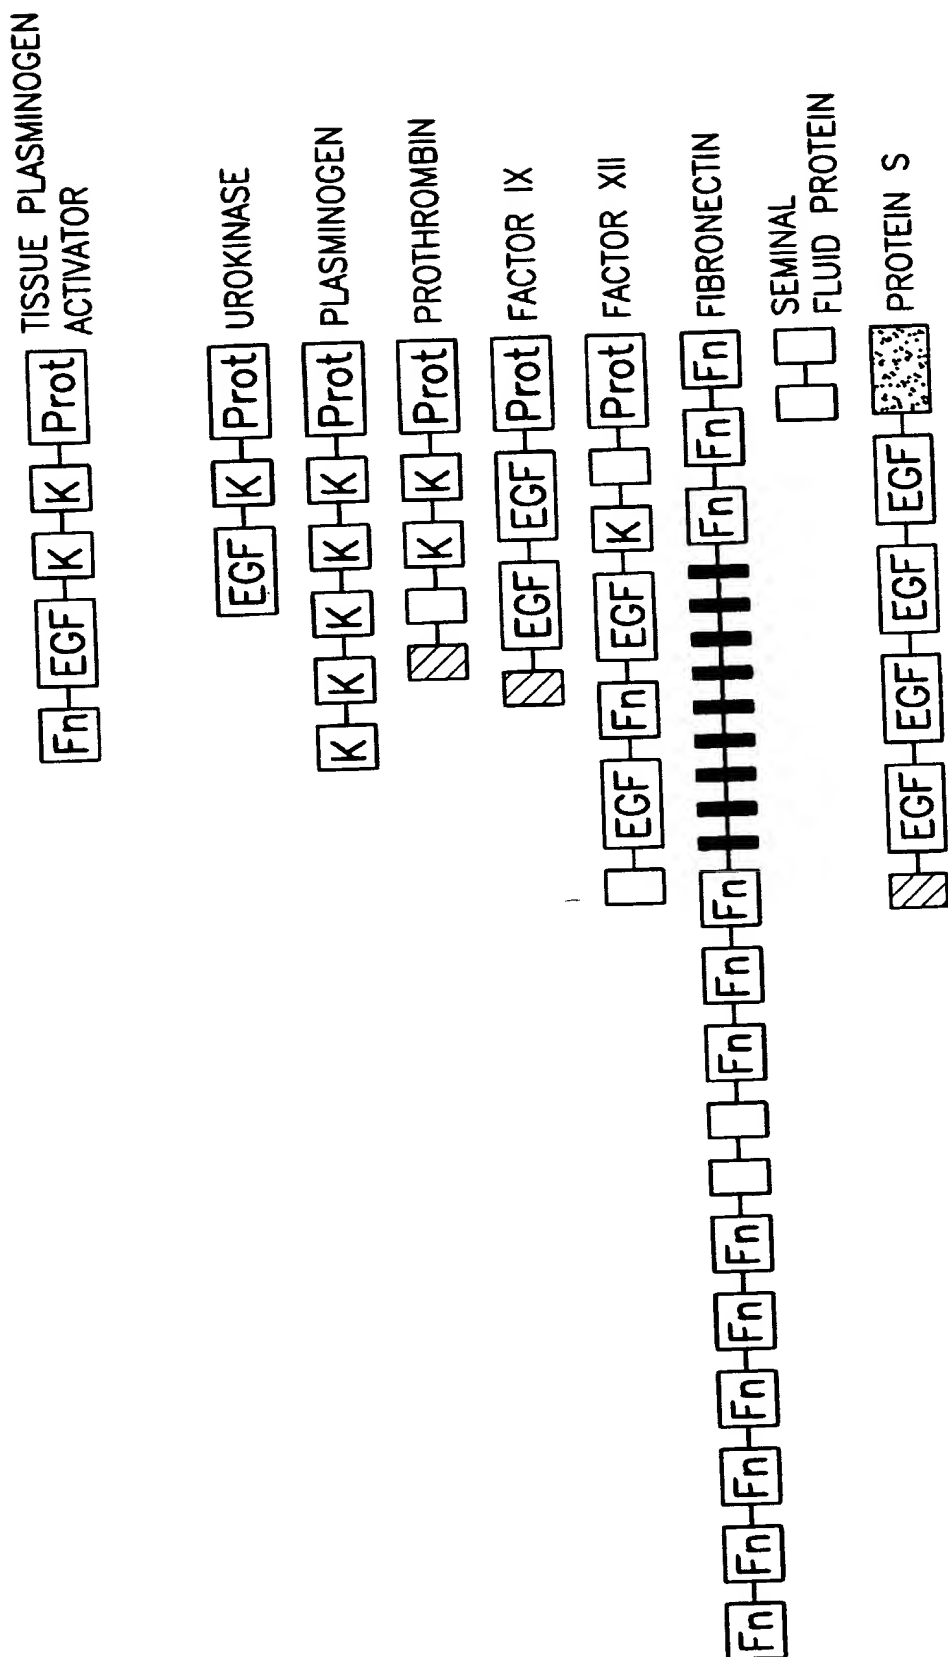 TISSUE PLASMINOGEN
Fn EGF K K Prot ACTIVATOR
EGF K Prot UROKINASE
K K K K K Prot PLASMINOGEN
K K Prot PROTHROMBIN
EGF EGF Prot FACTOR IX
EGF Fn EGF K Prot FACTOR XII
Fn Fn Fn Fn Fn Fn Fn Fn Fn Fn Fn Fn FIBRONECTIN
SEMINAL
FLUID PROTEIN
EGF EGF EGF EGF PROTEIN S